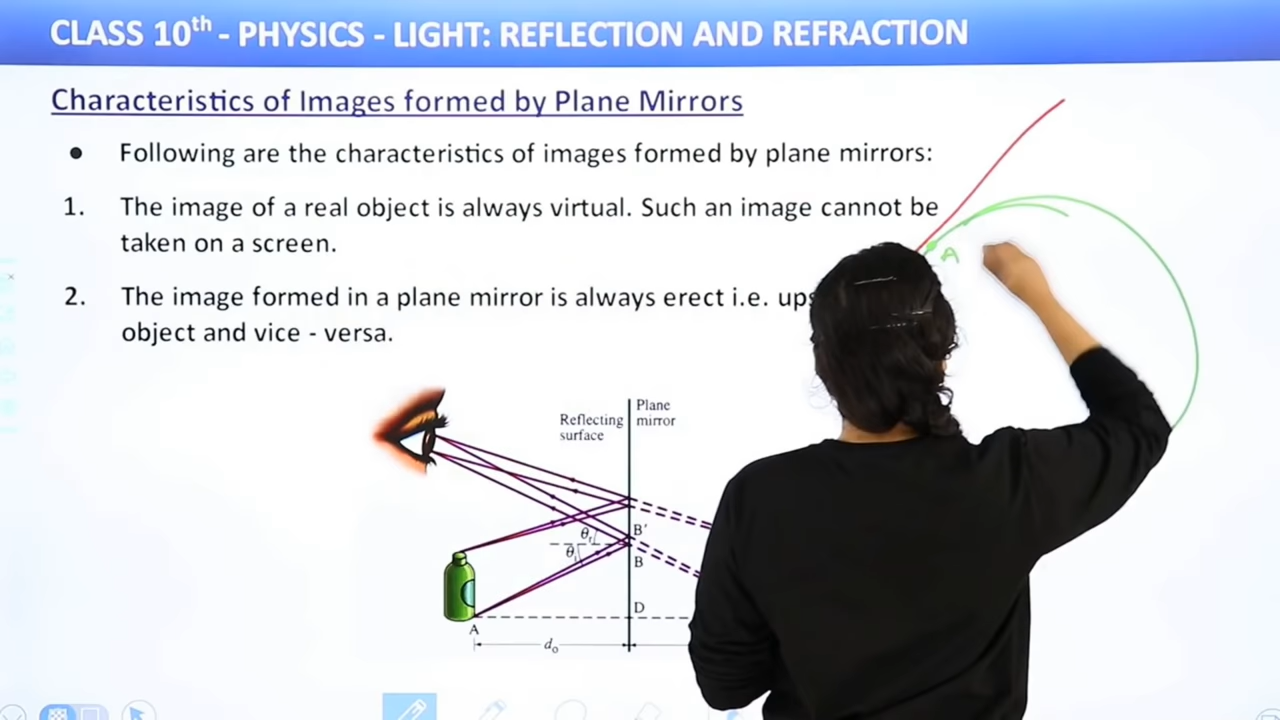 CLASS 10th - PHYSICS - LIGHT: REFLECTION AND REFRACTION
Characteristics of Images formed by Plane Mirrors
• Following are the characteristics of images formed by plane mirrors:
1. The image of a real object is always virtual. Such an image cannot be
taken on a screen.
A
2. The image formed in a plane mirror is always erect i.e.
object and vice - versa.
Reflecting surface
Plane mirror
B'
θr
θi
B
D
A
do